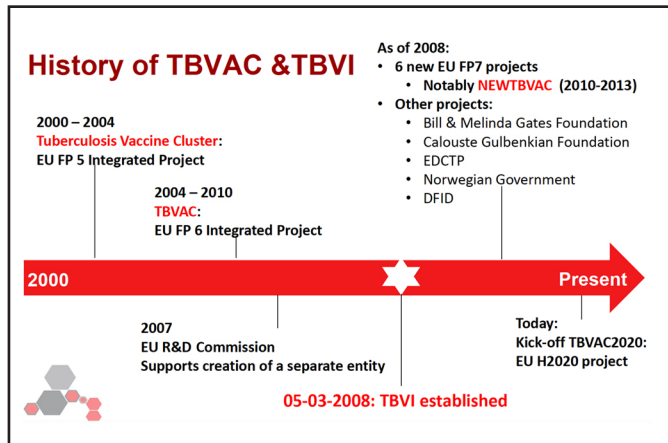 History of TBVAC &TBVI
As of 2008:
• 6 new EU FP7 projects
• Notably NEWTBVAC (2010-2013)
• Other projects:
• Bill & Melinda Gates Foundation
• Calouste Gulbenkian Foundation
• EDCTP
• Norwegian Government
• DFID
2000 – 2004
Tuberculosis Vaccine Cluster:
EU FP 5 Integrated Project
2004 – 2010
TBVAC:
EU FP 6 Integrated Project
2000
Present
2007
EU R&D Commission
Supports creation of a separate entity
05-03-2008: TBVI established
Today:
Kick-off TBVAC2020:
EU H2020 project